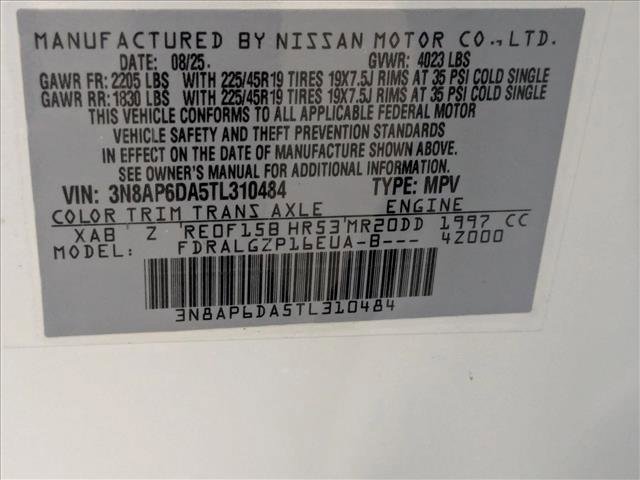 MANUFACTURED BY NISSAN MOTOR CO., LTD.
DATE: 08/25. GVWR: 4023 LBS
GAWR FR: 2205 LBS WITH 225/45R19 TIRES 19X7.5J RIMS AT 35 PSI COLD SINGLE
GAWR RR: 1830 LBS WITH 225/45R19 TIRES 19X7.5J RIMS AT 35 PSI COLD SINGLE
THIS VEHICLE CONFORMS TO ALL APPLICABLE FEDERAL MOTOR
VEHICLE SAFETY AND THEFT PREVENTION STANDARDS
IN EFFECT ON THE DATE OF MANUFACTURE SHOWN ABOVE.
SEE OWNER'S MANUAL FOR ADDITIONAL INFORMATION.
VIN: 3N8AP6DA5TL310484 TYPE: MPV
COLOR TRIM TRANS AXLE ENGINE
XAB Z RE0F15B HR53 MR20DD 1997 CC
MODEL: FDRALGZP16EUA-B--- 4Z000
3N8AP6DA5TL310484